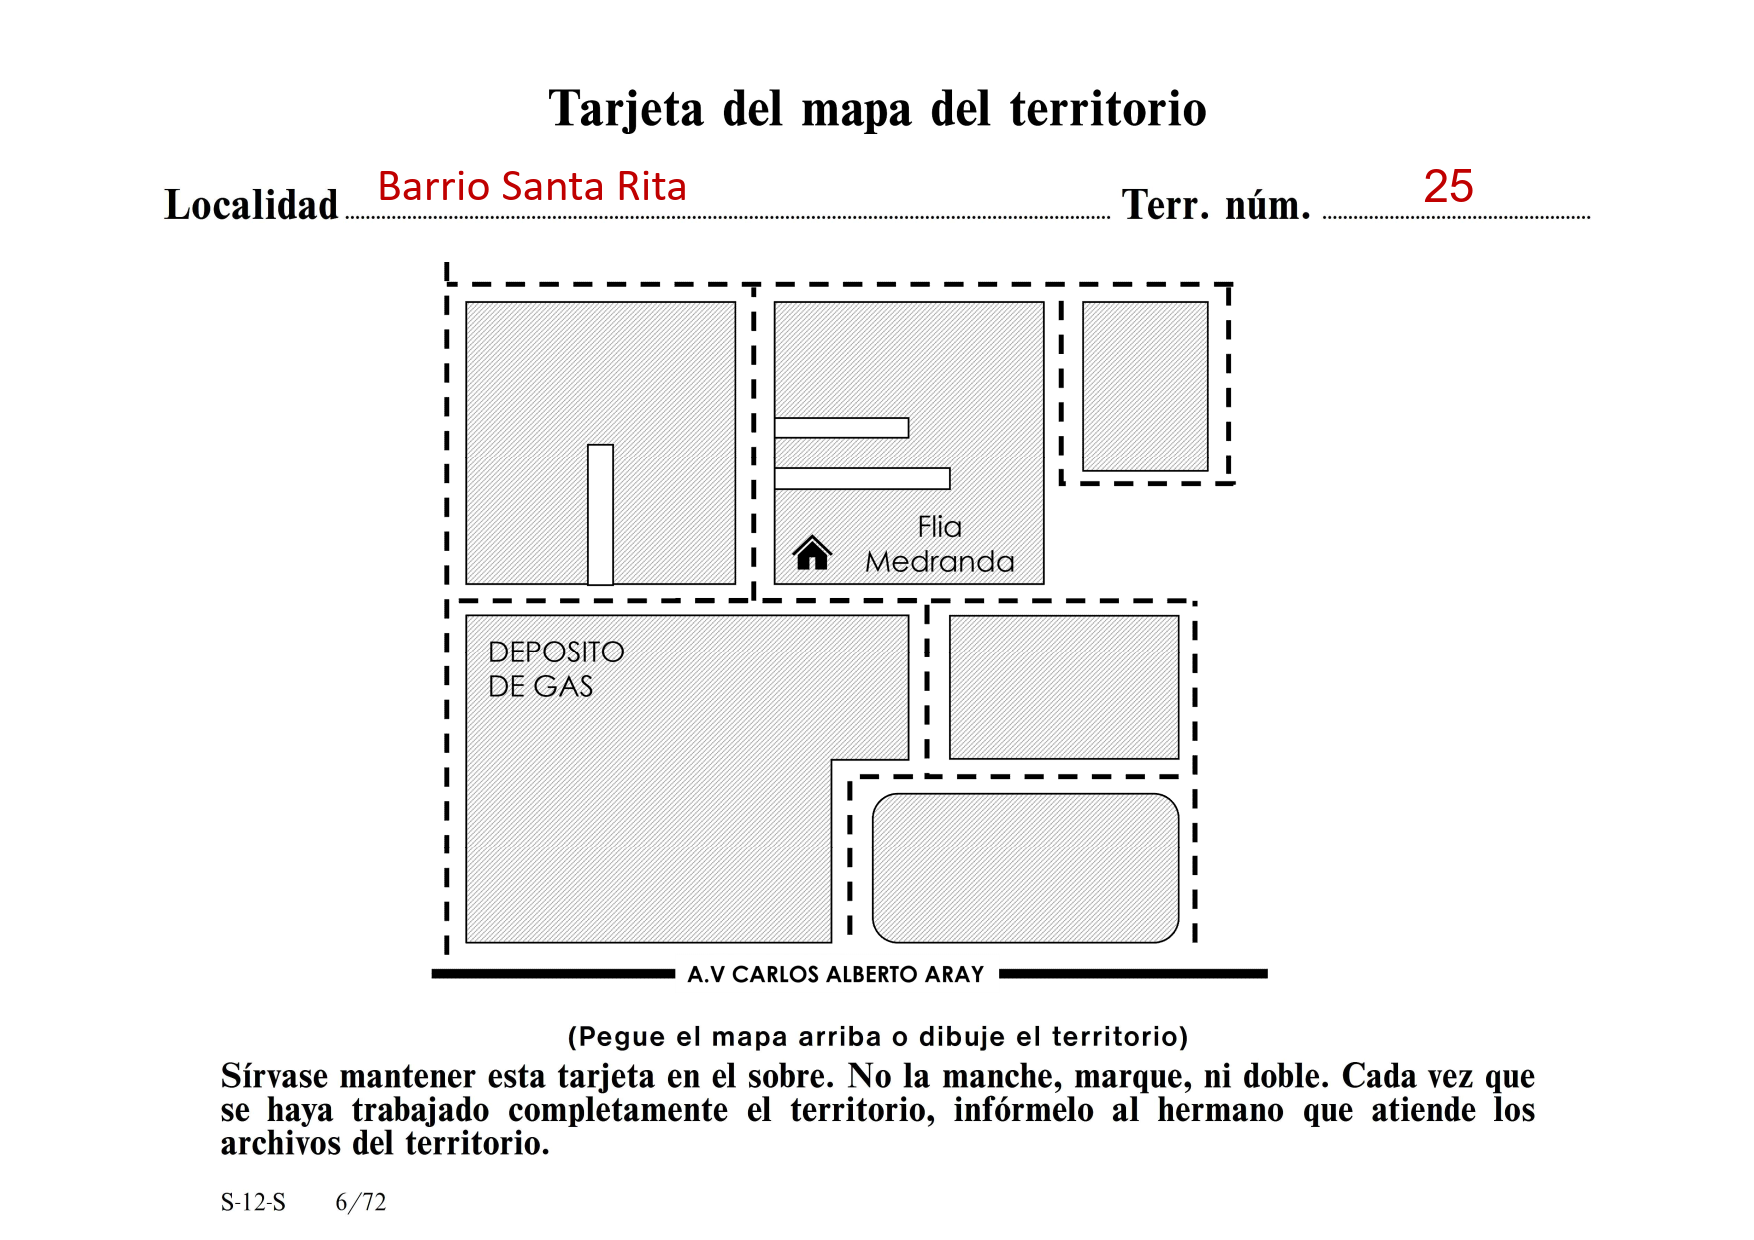 Tarjeta del mapa del territorio
Localidad Barrio Santa Rita Terr. núm. 25
Flia
Medranda
DEPOSITO
DE GAS
A.V CARLOS ALBERTO ARAY
(Pegue el mapa arriba o dibuje el territorio)
Sírvase mantener esta tarjeta en el sobre. No la manche, marque, ni doble. Cada vez que
se haya trabajado completamente el territorio, infórmelo al hermano que atiende los
archivos del territorio.
S-12-S 6/72